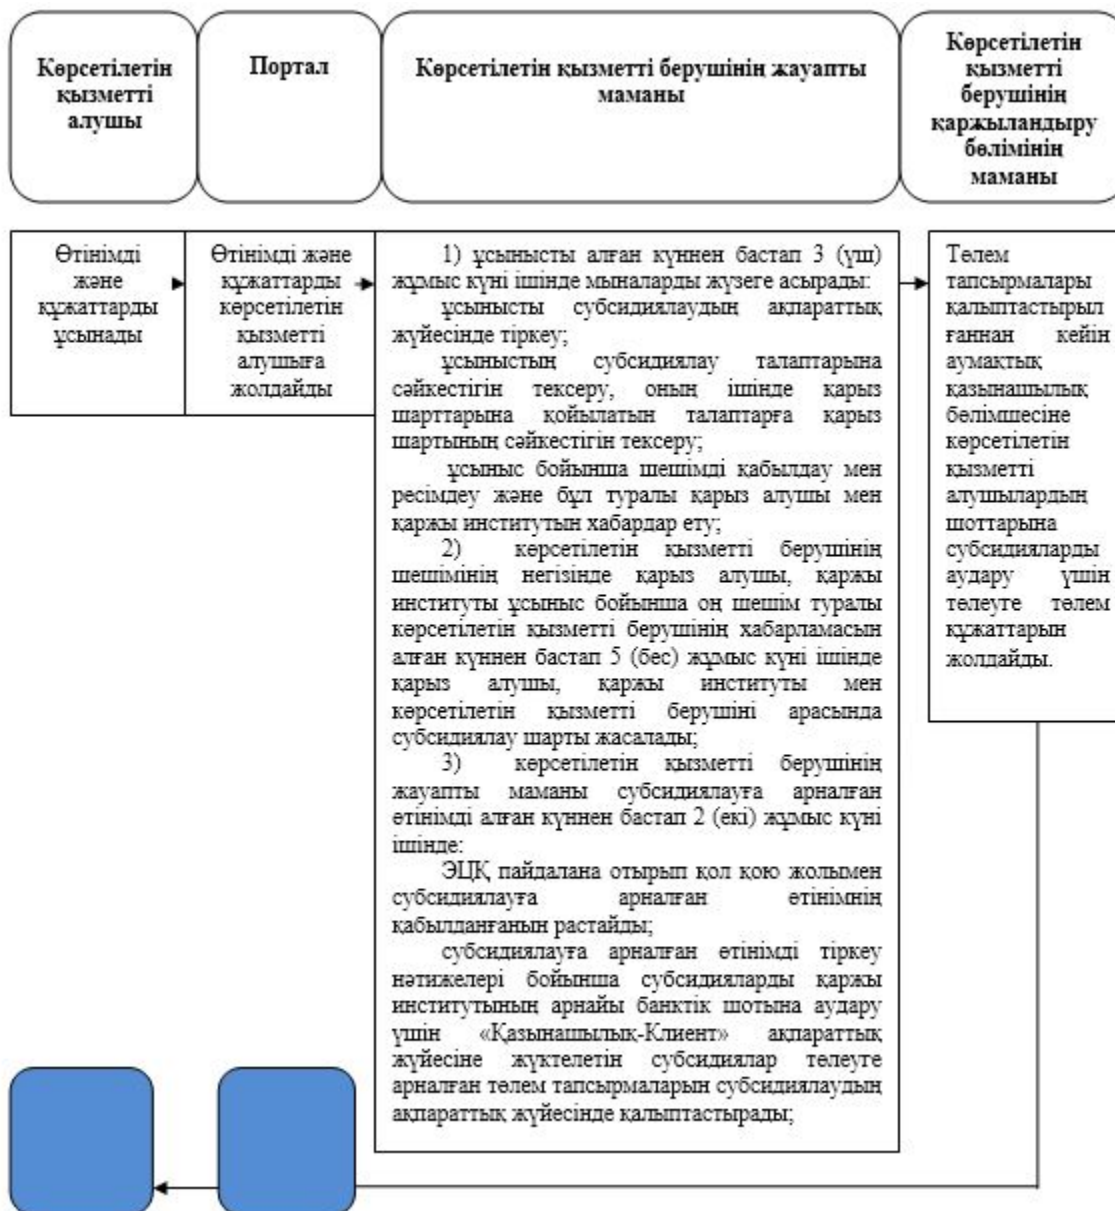 Көрсетілетін
қызметті
алушы
Портал
Көрсетілетін қызметті берушінің жауапты
маманы
Көрсетілетін
қызметті
берушінің
қаржыландыру
бөлімінің
маманы
Өтінімді
және
құжаттарды
ұсынады
Өтінімді және
құжаттарды
көрсетілетін
қызметті
алушыға
жолдайды
1) ұсынысты алған күннен бастап 3 (үш)
жұмыс күні ішінде мыналарды жүзеге асырады:
ұсынысты субсидиялаудың ақпараттық
жүйесінде тіркеу;
ұсыныстың субсидиялау талаптарына
сәйкестігін тексеру, оның ішінде қарыз
шарттарына қойылатын талаптарға қарыз
шартының сәйкестігін тексеру;
ұсыныс бойынша шешімді қабылдау мен
ресімдеу және бұл туралы қарыз алушы мен
қаржы институтын хабардар ету;
2) көрсетілетін қызметті берушінің
шешімінің негізінде қарыз алушы, қаржы
институты ұсыныс бойынша оң шешім туралы
көрсетілетін қызметті берушінің хабарламасын
алған күннен бастап 5 (бес) жұмыс күні ішінде
қарыз алушы, қаржы институты мен
көрсетілетін қызметті берушіні арасында
субсидиялау шарты жасалады;
3) көрсетілетін қызметті берушінің
жауапты маманы субсидиялауға арналған
өтінімді алған күннен бастап 2 (екі) жұмыс күні
ішінде:
ЭЦҚ пайдалана отырып қол қою жолымен
субсидиялауға арналған өтінімнің
қабылданғанын растайды;
субсидиялауға арналған өтінімді тіркеу
нәтижелері бойынша субсидияларды қаржы
институтының арнайы банктік шотына аудару
үшін «Қазынашылық-Клиент» ақпараттық
жүйесіне жүктелетін субсидиялар төлеуге
арналған төлем тапсырмаларын субсидиялаудың
ақпараттық жүйесінде қалыптастырады;
Төлем
тапсырмалары
қалыптастырыл
ғаннан кейін
аумақтық
қазынашылық
бөлімшесіне
көрсетілетін
қызметті
алушылардың
шоттарына
субсидияларды
аудару үшін
төлеуге төлем
құжаттарын
жолдайды.